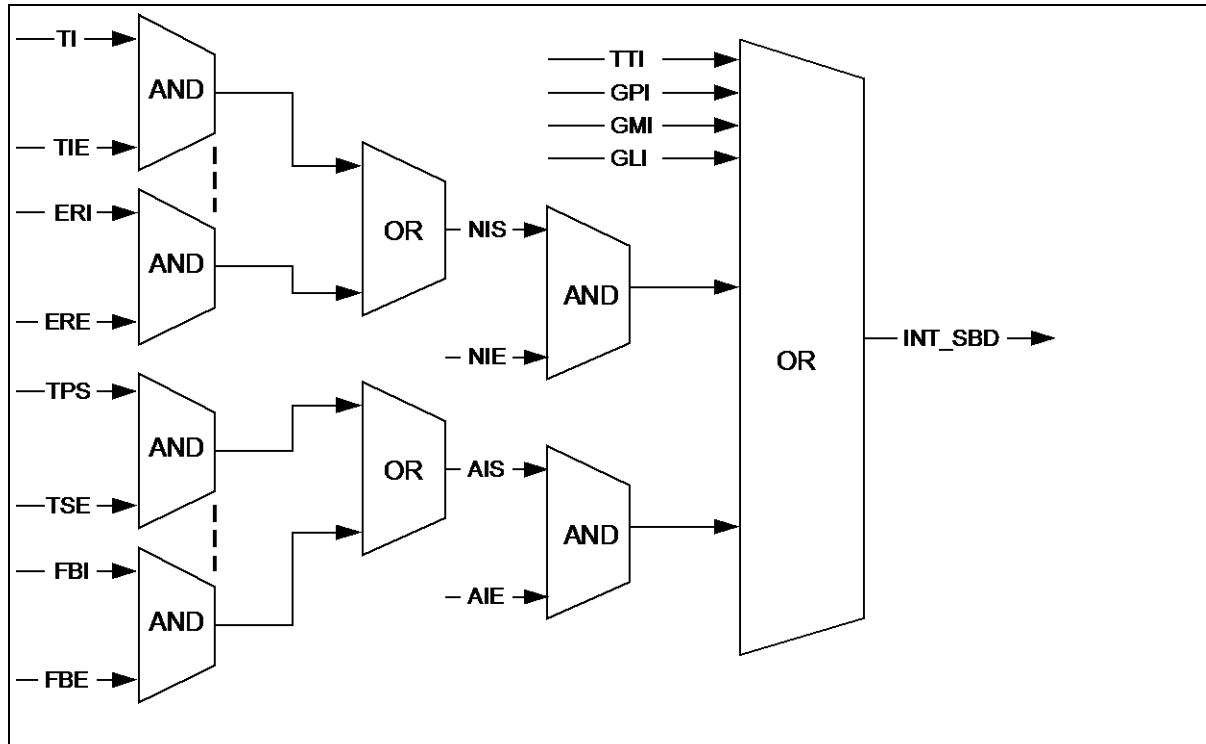 TI
AND
TIE
ERI
AND
ERE
TPS
AND
TSE
FBI
AND
FBE
OR
NIS
OR
AIS
TTI
GPI
GMI
GLI
AND
NIE
AND
AIE
OR
INT_SBD